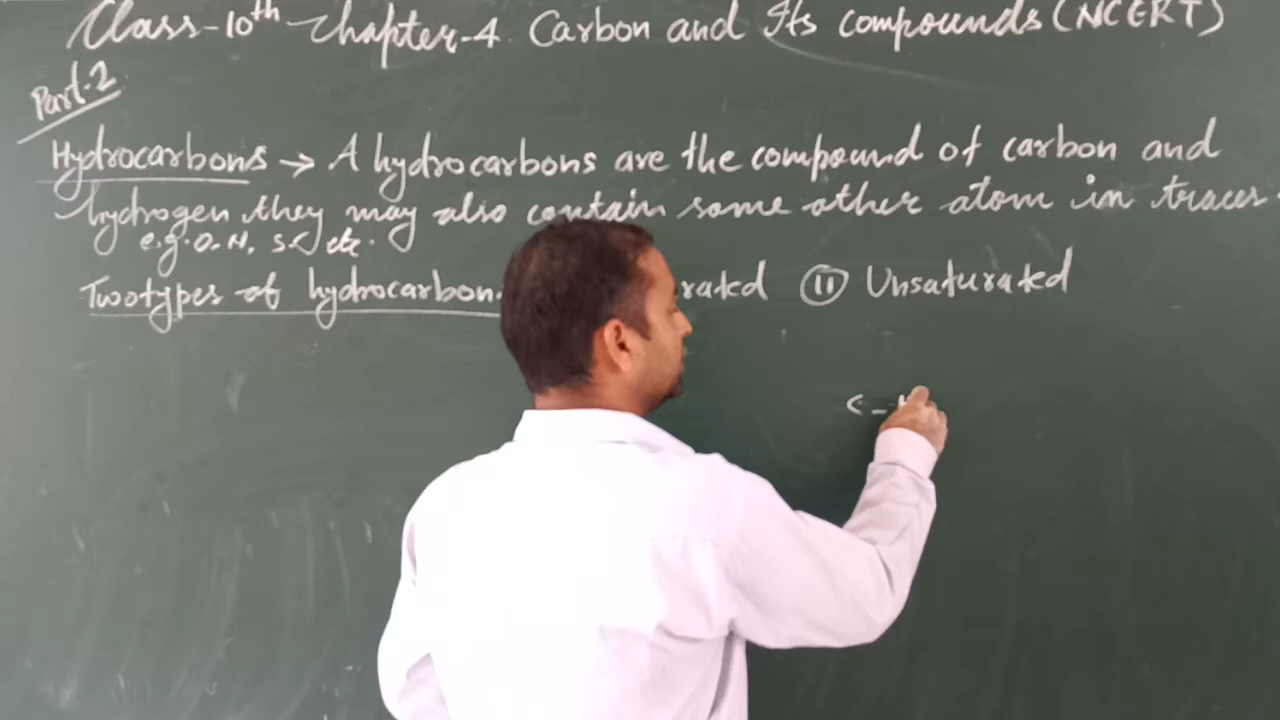 Class-10th Chapter-4. Carbon and Its compounds (NCERT)
Part-2
Hydrocarbons → A hydrocarbons are the compound of carbon and
hydrogen they may also contain some other atom in traces.
e.g. O. N. S. etc.
Two types of hydrocarbon. rated (II) Unsaturated